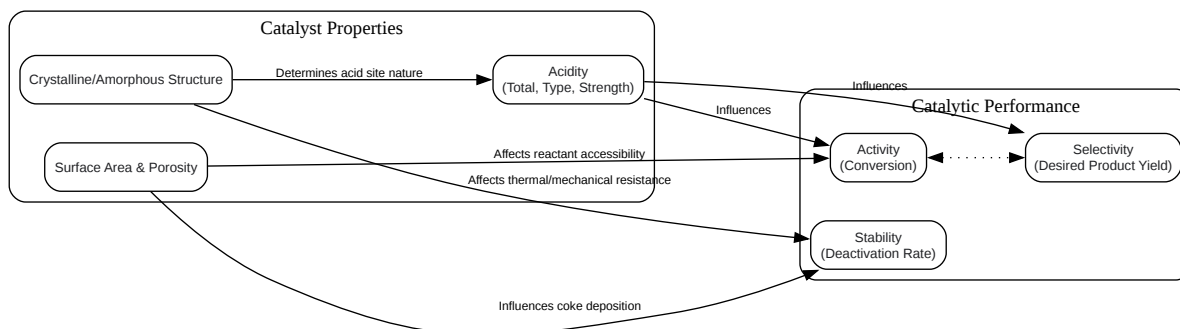 Catalyst Properties
Crystalline/Amorphous Structure
Determines acid site nature
Acidity
(Total, Type, Strength)
Influences
Influences
Catalytic Performance
Surface Area & Porosity
Affects reactant accessibility
Activity
(Conversion)
Selectivity
(Desired Product Yield)
Affects thermal/mechanical resistance
Stability
(Deactivation Rate)
Influences coke deposition